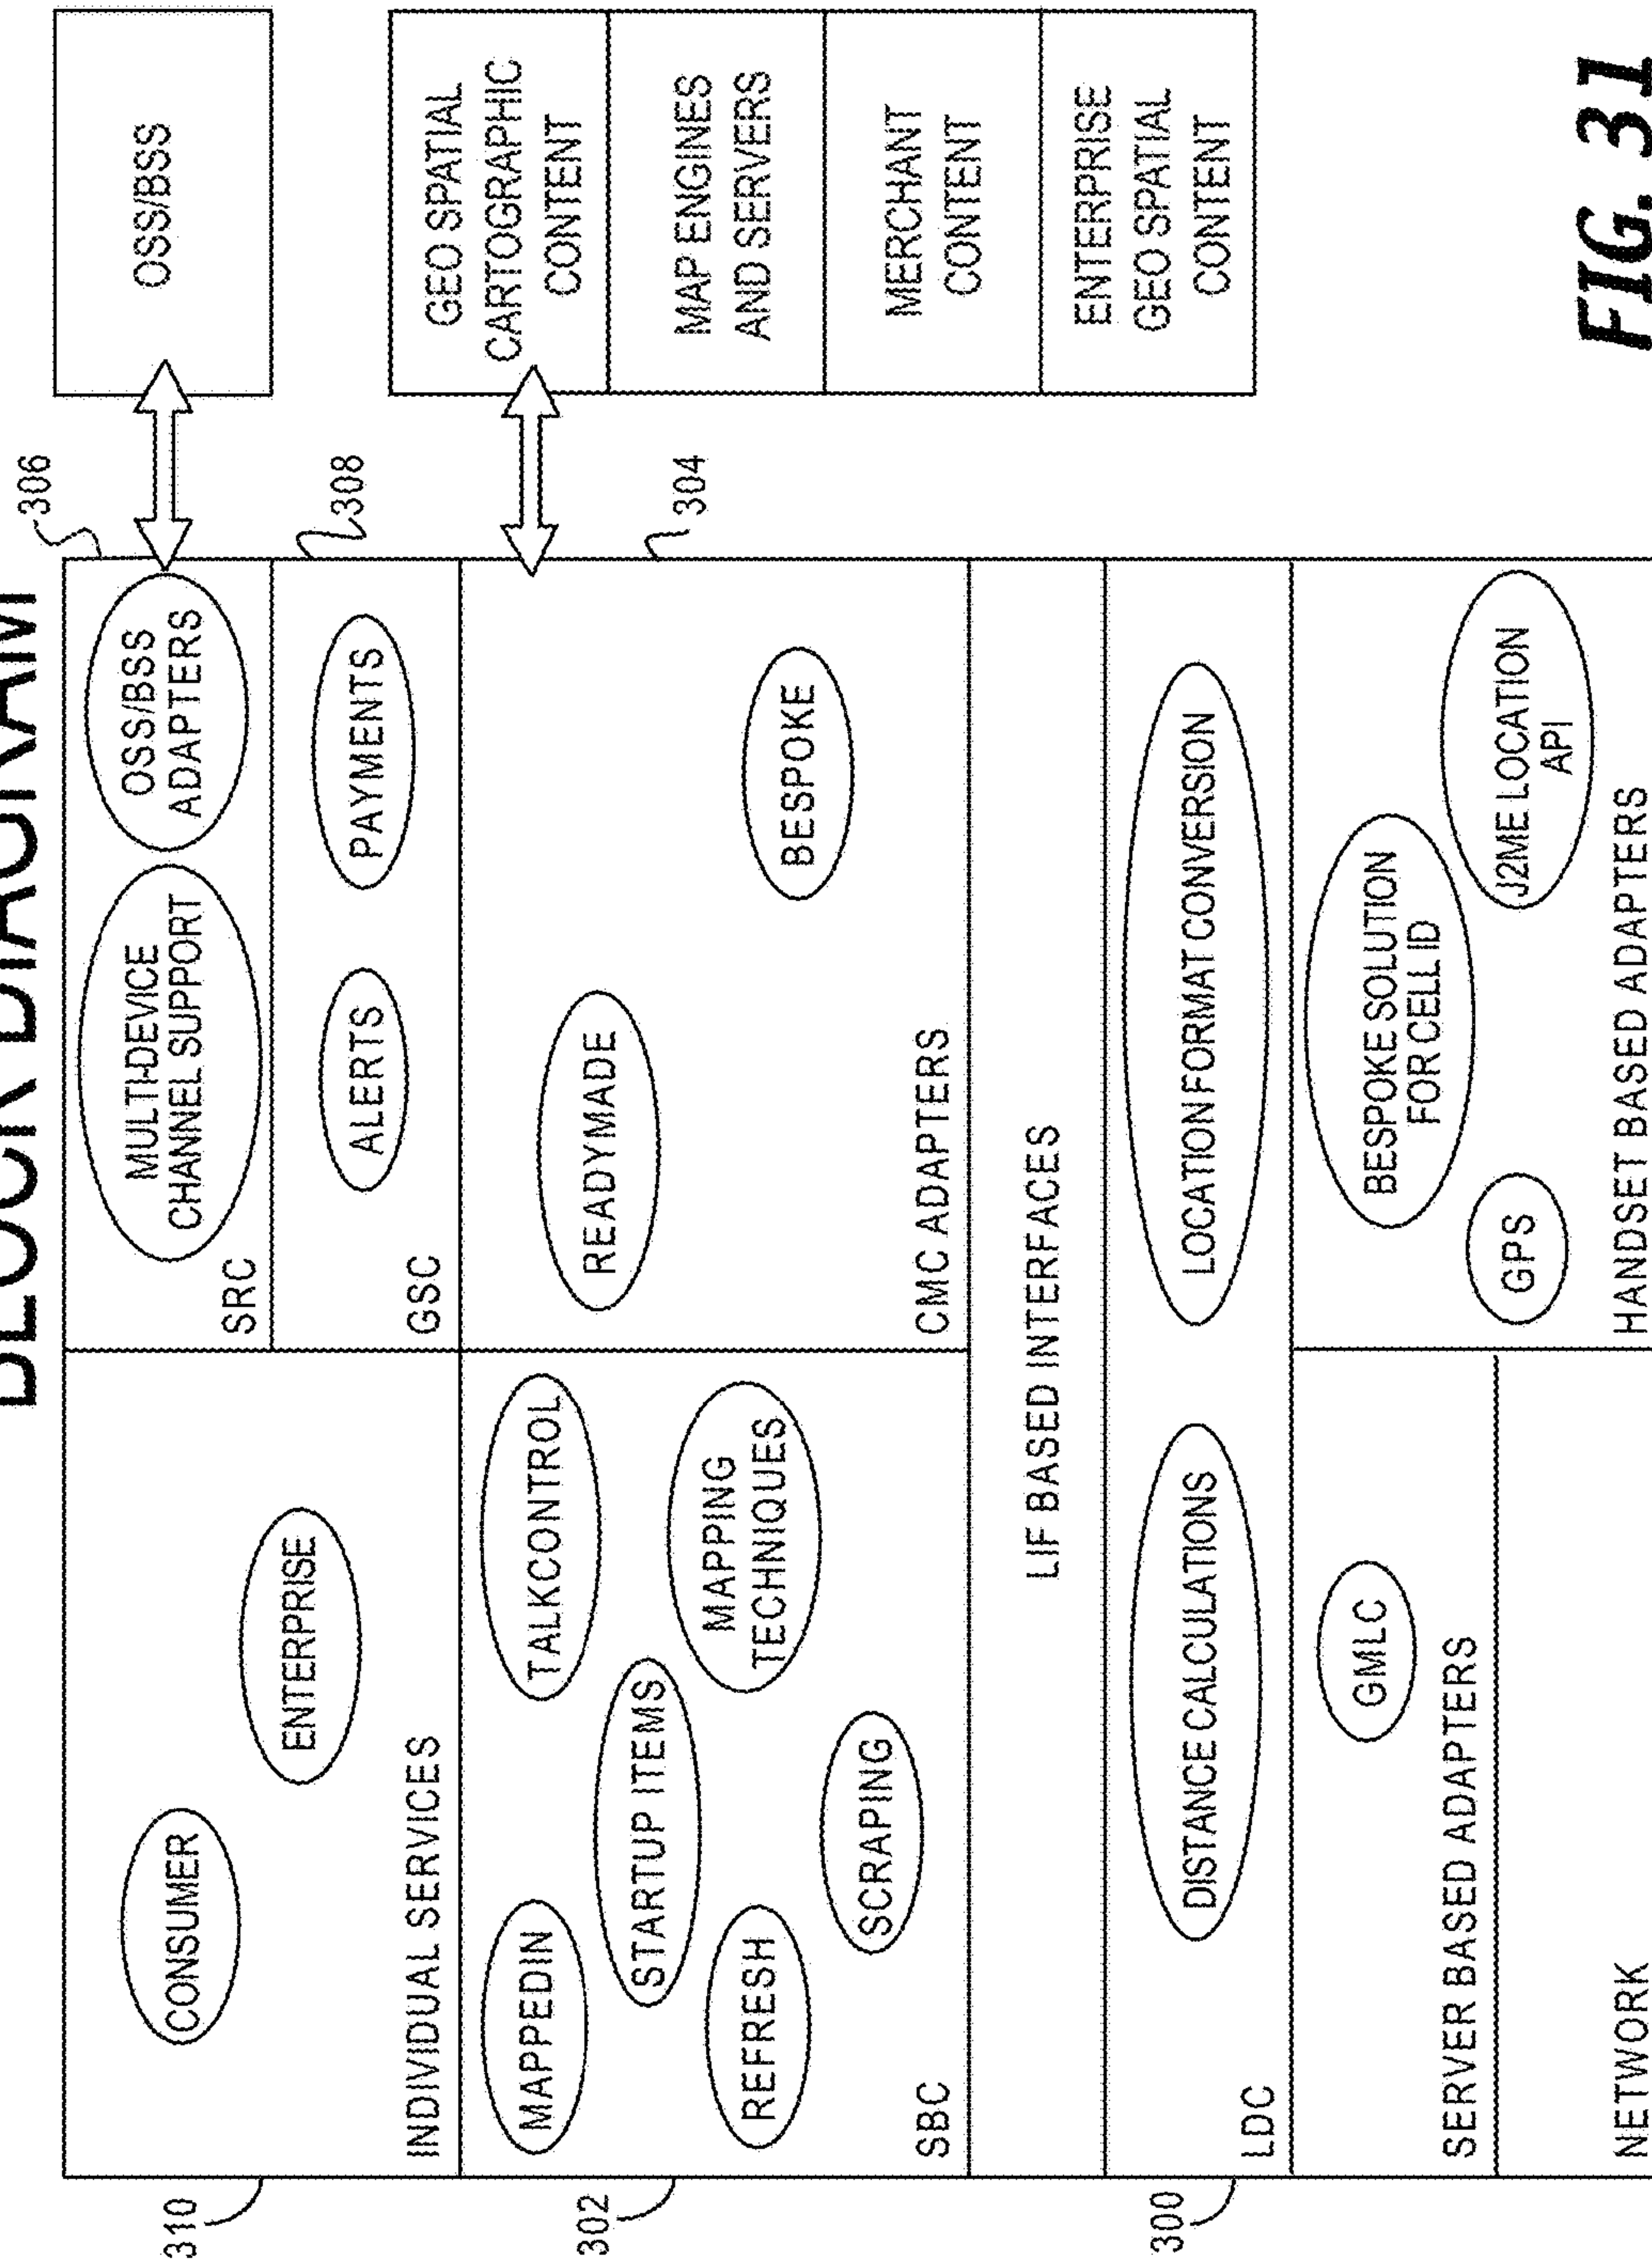 BLOCK DIAGRAM
306
OSS/BSS
MULTI-DEVICE
CHANNEL SUPPORT
OSS/BSS
ADAPTERS
SRC
308
ALERTS
PAYMENTS
GSC
310
CONSUMER
ENTERPRISE
INDIVIDUAL SERVICES
302
MAPPEDIN
TALKCONTROL
STARTUP ITEMS
MAPPING
TECHNIQUES
REFRESH
SCRAPING
SBC
304
READYMADE
BESPOKE
CMC ADAPTERS
GEO SPATIAL
CARTOGRAPHIC
CONTENT
MAP ENGINES
AND SERVERS
MERCHANT
CONTENT
ENTERPRISE
GEO SPATIAL
CONTENT
LIF BASED INTERFACES
300
DISTANCE CALCULATIONS
LOCATION FORMAT CONVERSION
LDC
GMLC
SERVER BASED ADAPTERS
NETWORK
BESPOKE SOLUTION
FOR CELL ID
GPS
J2ME LOCATION
API
HANDSET BASED ADAPTERS
FIG. 31